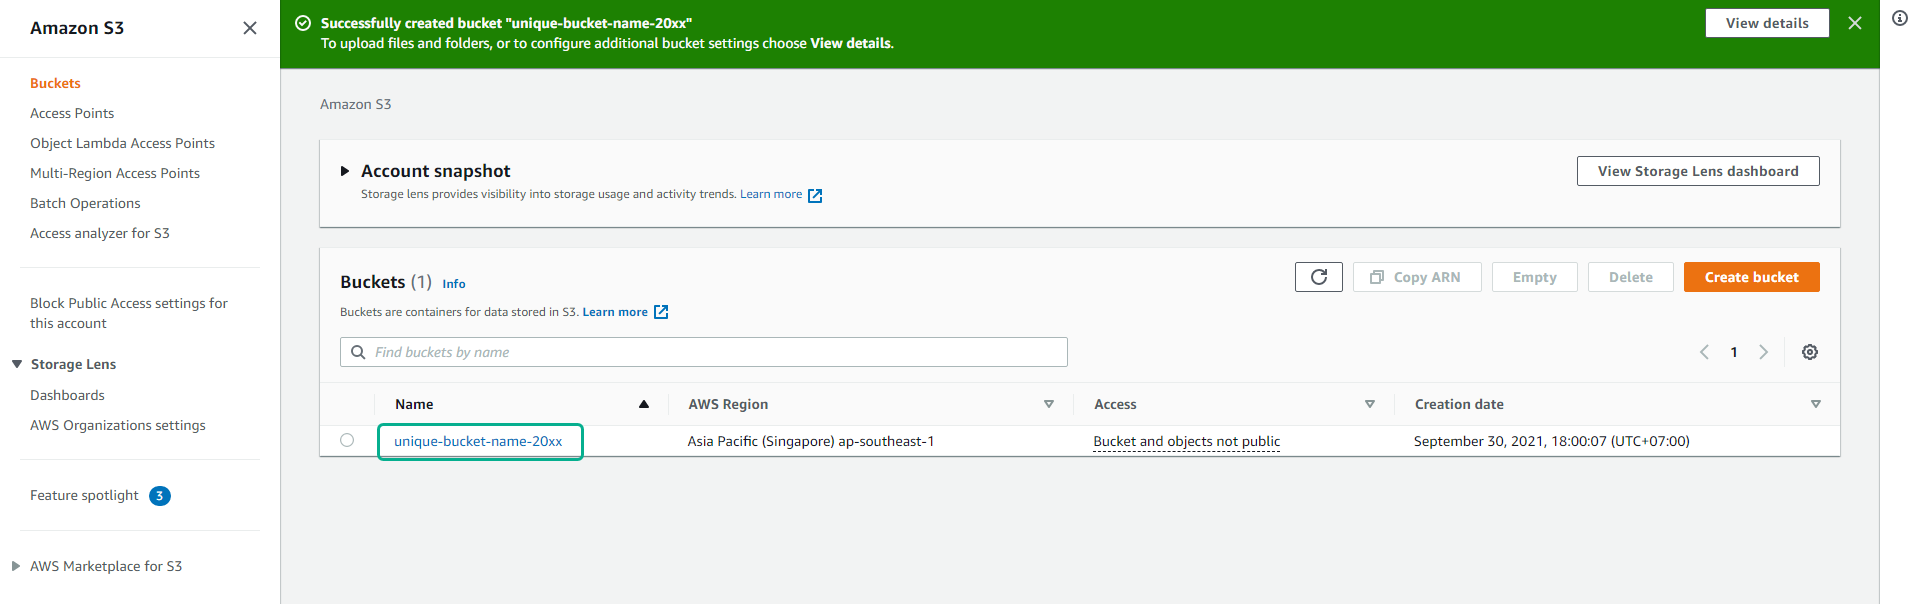 Amazon S3
Buckets
Access Points
Object Lambda Access Points
Multi-Region Access Points
Batch Operations
Access analyzer for S3
Block Public Access settings for
this account
Storage Lens
Dashboards
AWS Organizations settings
Feature spotlight 3
AWS Marketplace for S3
Successfully created bucket "unique-bucket-name-20xx"
To upload files and folders, or to configure additional bucket settings choose View details.
View details
Amazon S3
Account snapshot
Storage lens provides visibility into storage usage and activity trends. Learn more
View Storage Lens dashboard
Buckets (1) Info
Buckets are containers for data stored in S3. Learn more
Copy ARN
Empty
Delete
Create bucket
Find buckets by name
1
Name AWS Region Access Creation date
unique-bucket-name-20xx Asia Pacific (Singapore) ap-southeast-1 Bucket and objects not public September 30, 2021, 18:00:07 (UTC+07:00)